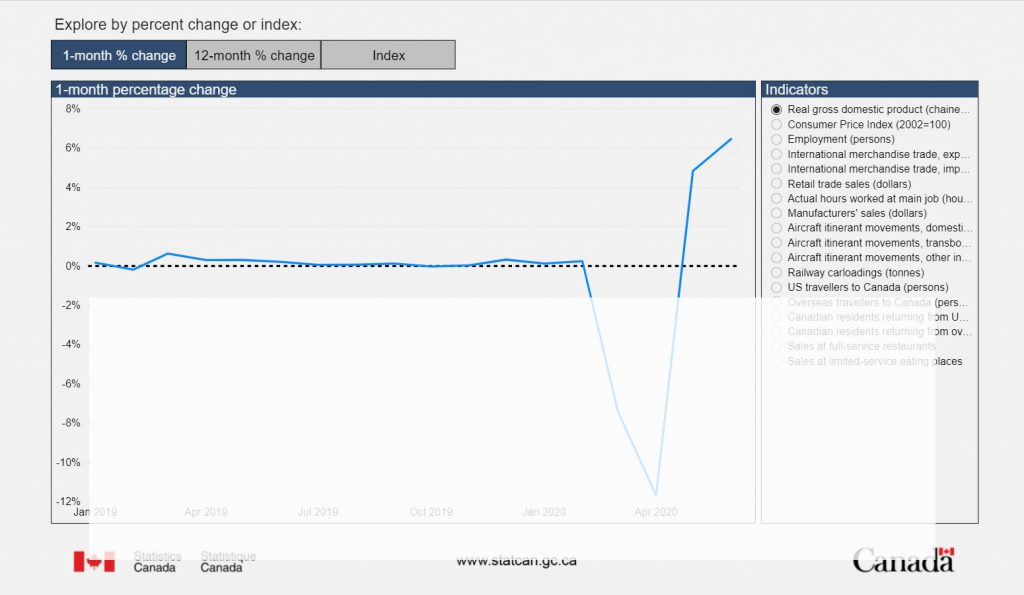 Explore by percent change or index:
1-month % change 12-month % change Index
1-month percentage change
8%
6%
4%
2%
0%
-2%
-4%
-6%
-8%
-10%
-12%
Jan 2019 Apr 2019 Jul 2019 Oct 2019 Jan 2020 Apr 2020
Indicators
Real gross domestic product (chaine...
Consumer Price Index (2002=100)
Employment (persons)
International merchandise trade, exp...
International merchandise trade, imp...
Retail trade sales (dollars)
Actual hours worked at main job (hou...
Manufacturers' sales (dollars)
Aircraft itinerant movements, domesti...
Aircraft itinerant movements, transbo...
Aircraft itinerant movements, other in...
Railway carloadings (tonnes)
US travellers to Canada (persons)
Overseas travellers to Canada (pers...
Canadian residents returning from U...
Canadian residents returning from ov...
Sales at full-service restaurants
Sales at limited-service eating places
Statistics Statistique
Canada Canada
www.statcan.gc.ca
Canada